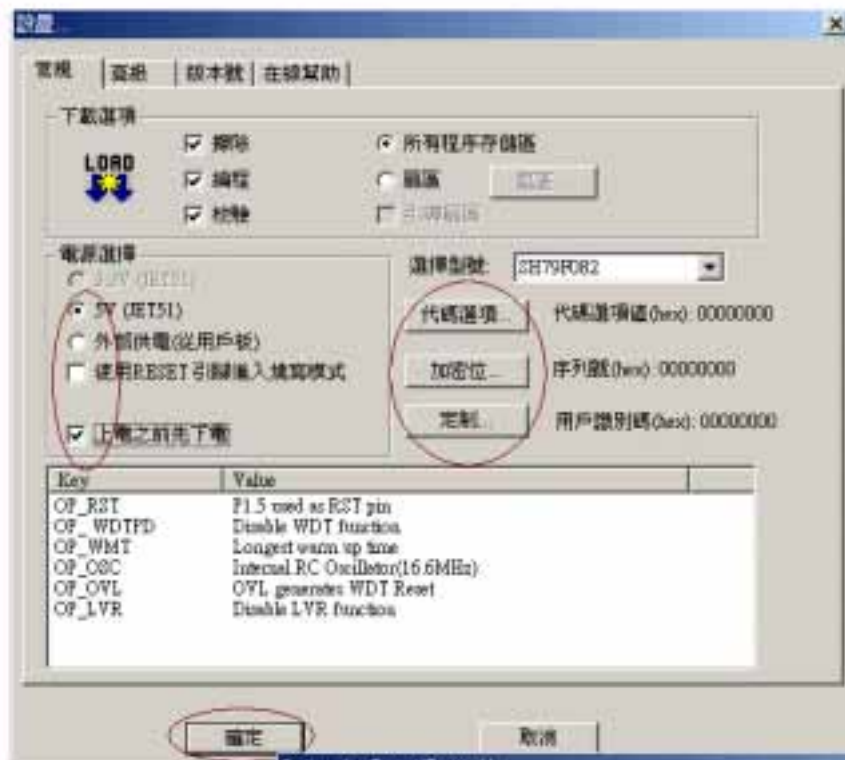 設置...
常規 高級 版本號 在線幫助
下載選項
LOAD
擦除 所有程序存儲區
編程 扇區
校驗
電源選擇
選擇型號: SH79F082
5V (JET51)
代碼選項... 代碼選項值(hex): 00000000
外部供電(從用戶板)
使用RESET引腳進入燒寫模式
加密位... 序列號(hex): 00000000
定制... 用戶識別碼(hex): 00000000
上電之前先下電
Key Value
OP_RST P1.5 used as RST pin
OP_WDTPD Disable WDT function
OP_WMT Longest warm up time
OP_OSC Internal RC Oscillator(16.6MHz)
OP_OVL OVL generates WDT Reset
OP_LVR Disable LVR function
確定 取消